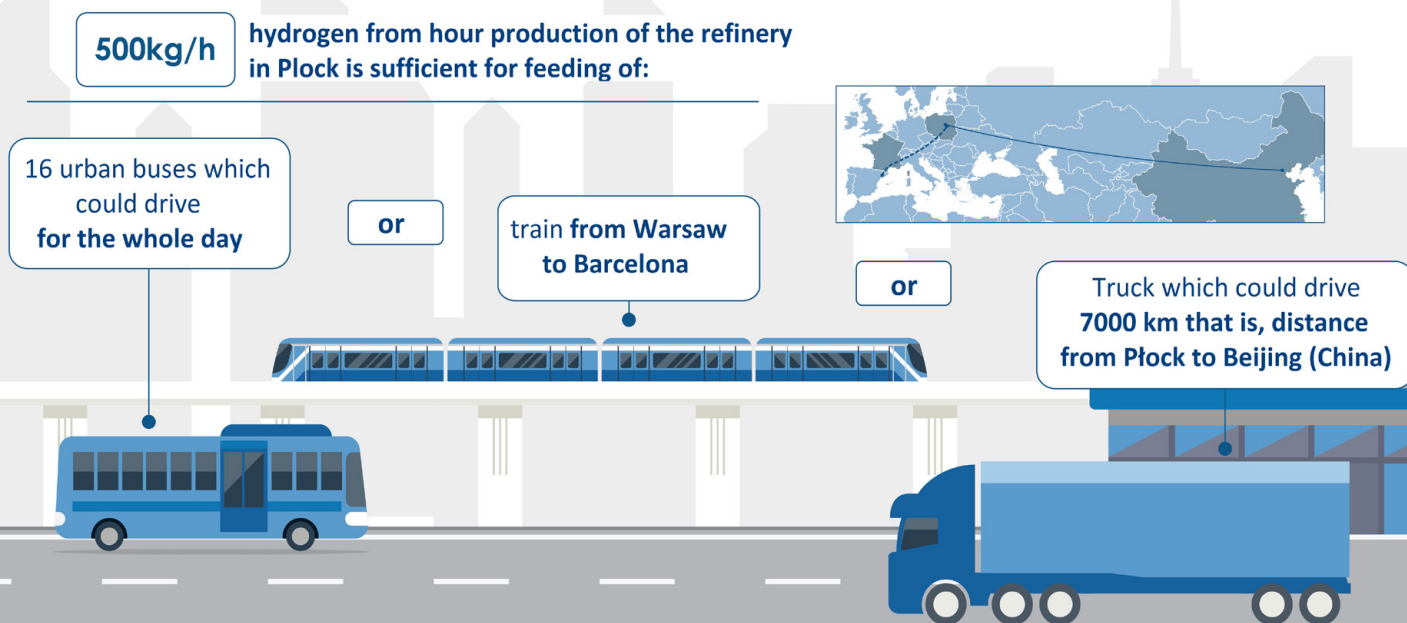 500kg/h
hydrogen from hour production of the refinery
in Plock is sufficient for feeding of:
16 urban buses which
could drive
for the whole day
or
train from Warsaw
to Barcelona
or
Truck which could drive
7000 km that is, distance
from Płock to Beijing (China)